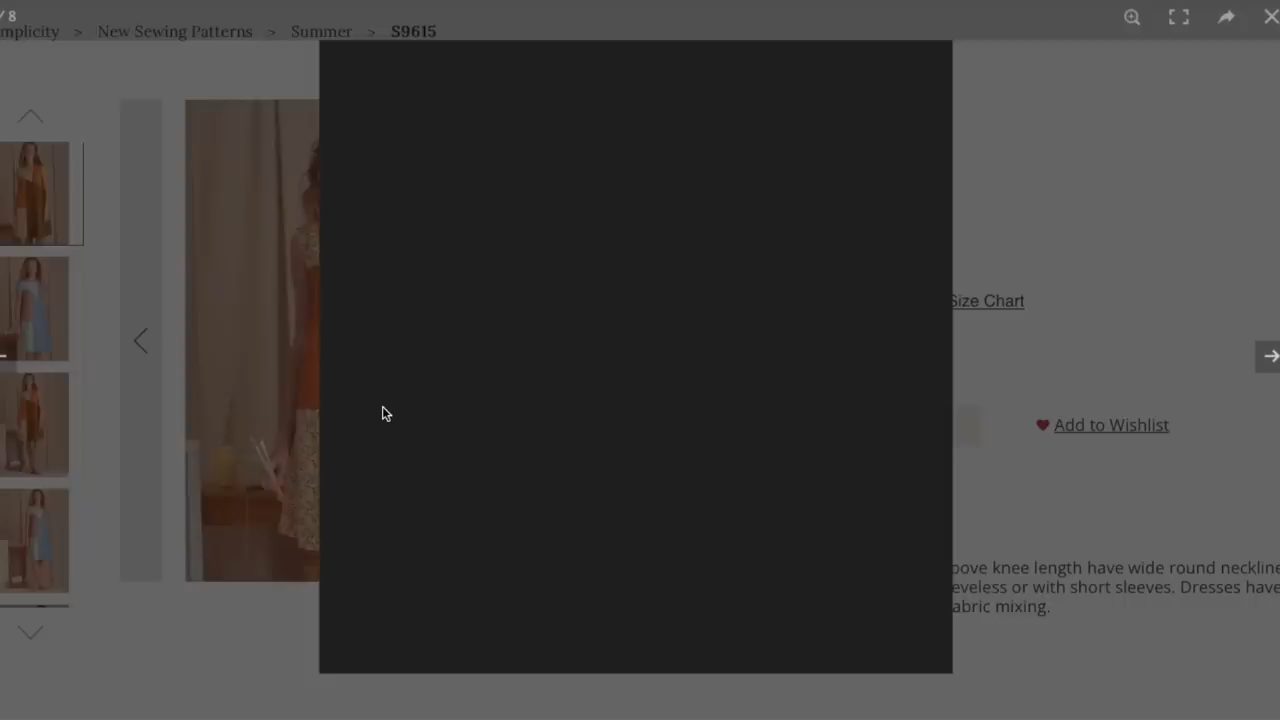 / 8
mplicity > New Sewing Patterns > Summer > S9615
Size Chart
Add to Wishlist
bove knee length have wide round neckline
eveless or with short sleeves. Dresses have
abric mixing.